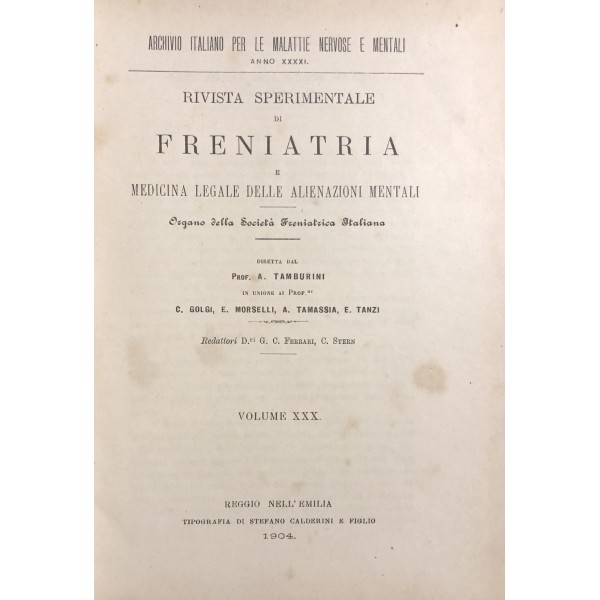 ARCHIVIO ITALIANO PER LE MALATTIE NERVOSE E MENTALI
ANNO XXXXI.
RIVISTA SPERIMENTALE
DI
FRENIATRIA
E
MEDICINA LEGALE DELLE ALIENAZIONI MENTALI
Organo della Società Freniatrica Italiana
DIRETTA DAL
PROF. A. TAMBURINI
IN UNIONE AI PROF.ri
C. GOLGI, E. MORSELLI, A. TAMASSIA, E. TANZI
Redattori D.ri G. C. FERRARI, C. STERN
VOLUME XXX.
REGGIO NELL'EMILIA
TIPOGRAFIA DI STEFANO CALDERINI E FIGLIO
1904.